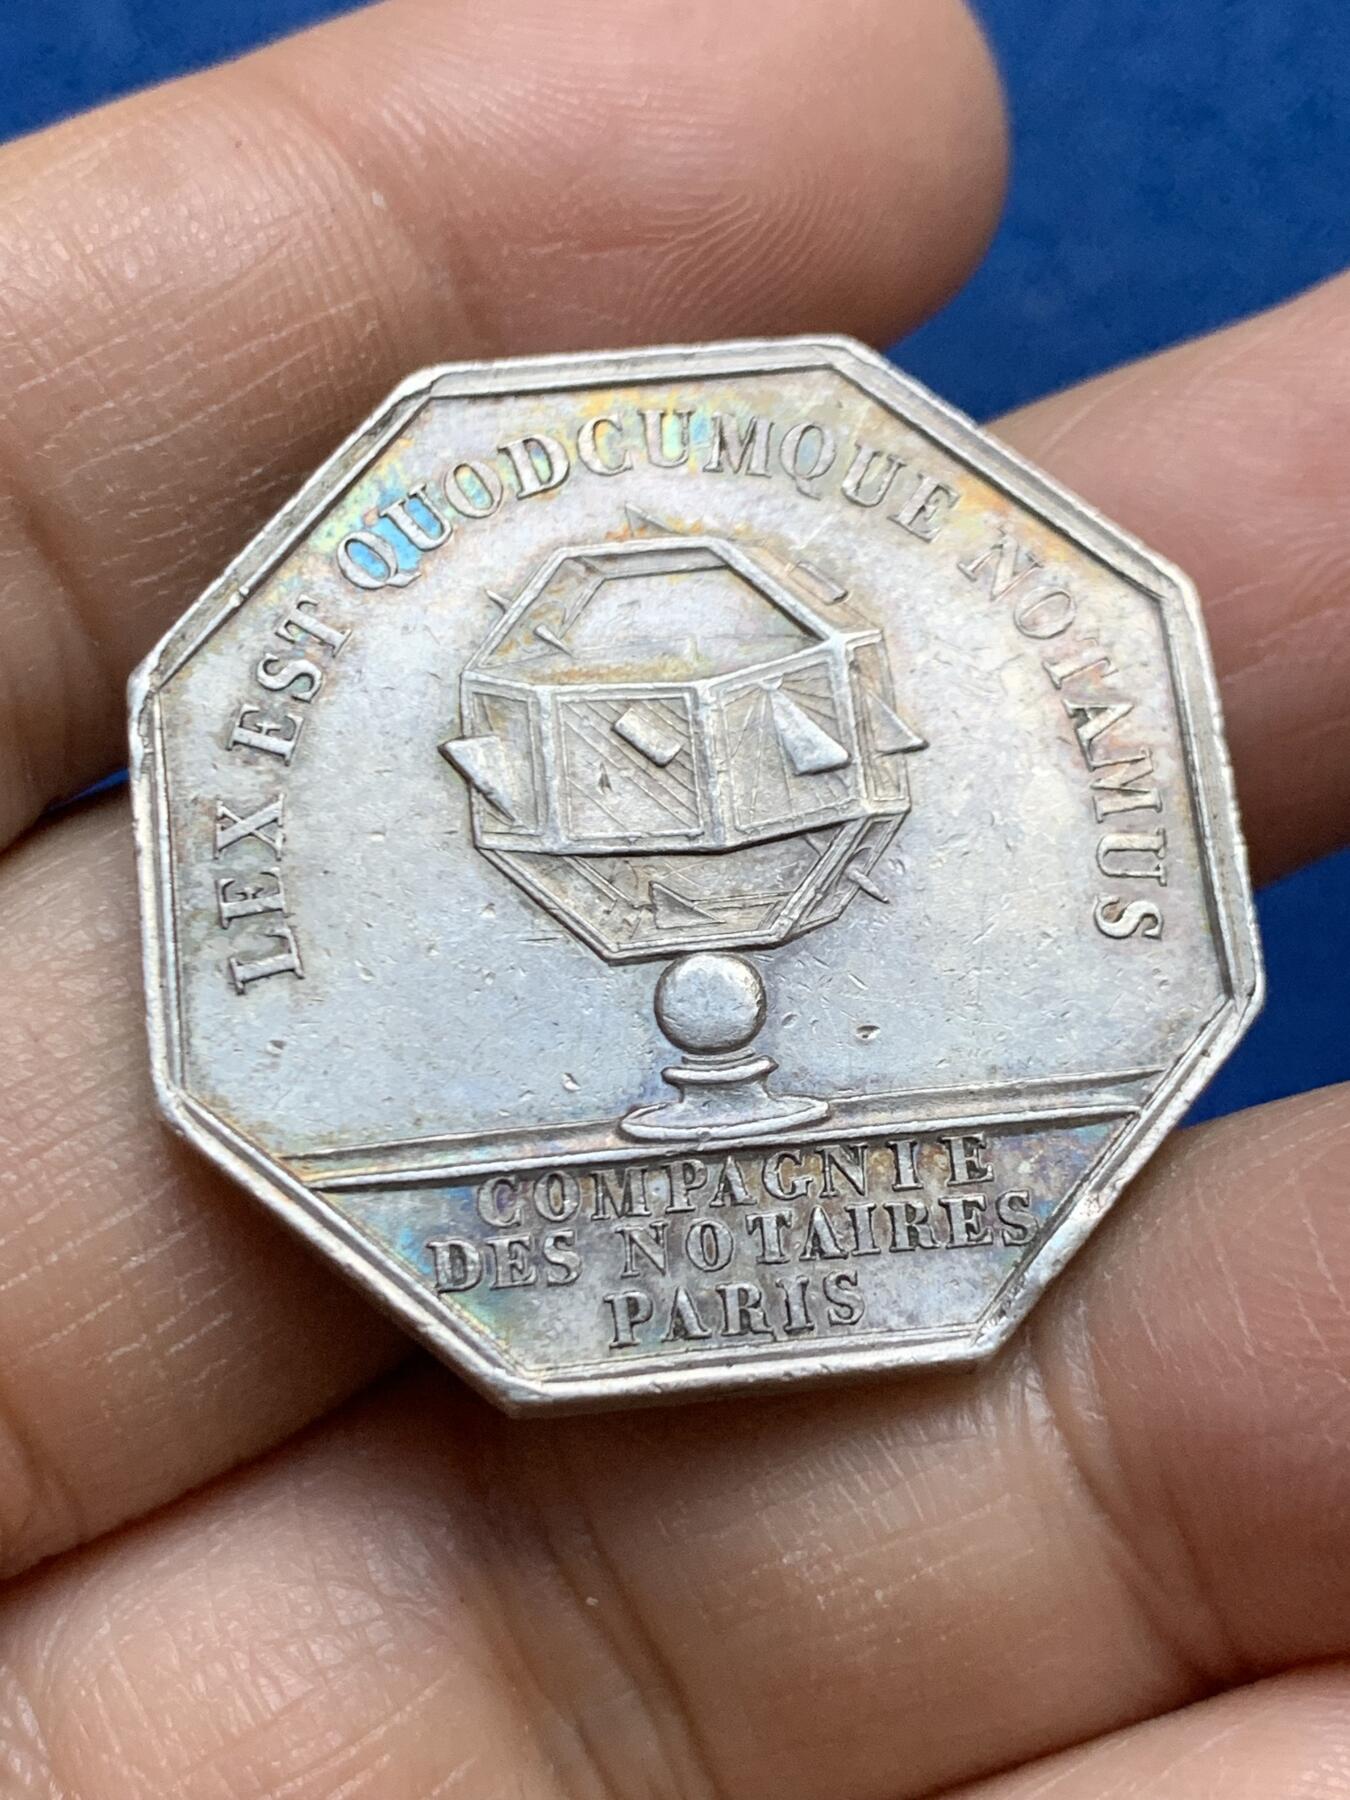 LEX EST QUODCUMQUE NOTAMUS
COMPAGNIE
DES NOTAIRES
PARIS